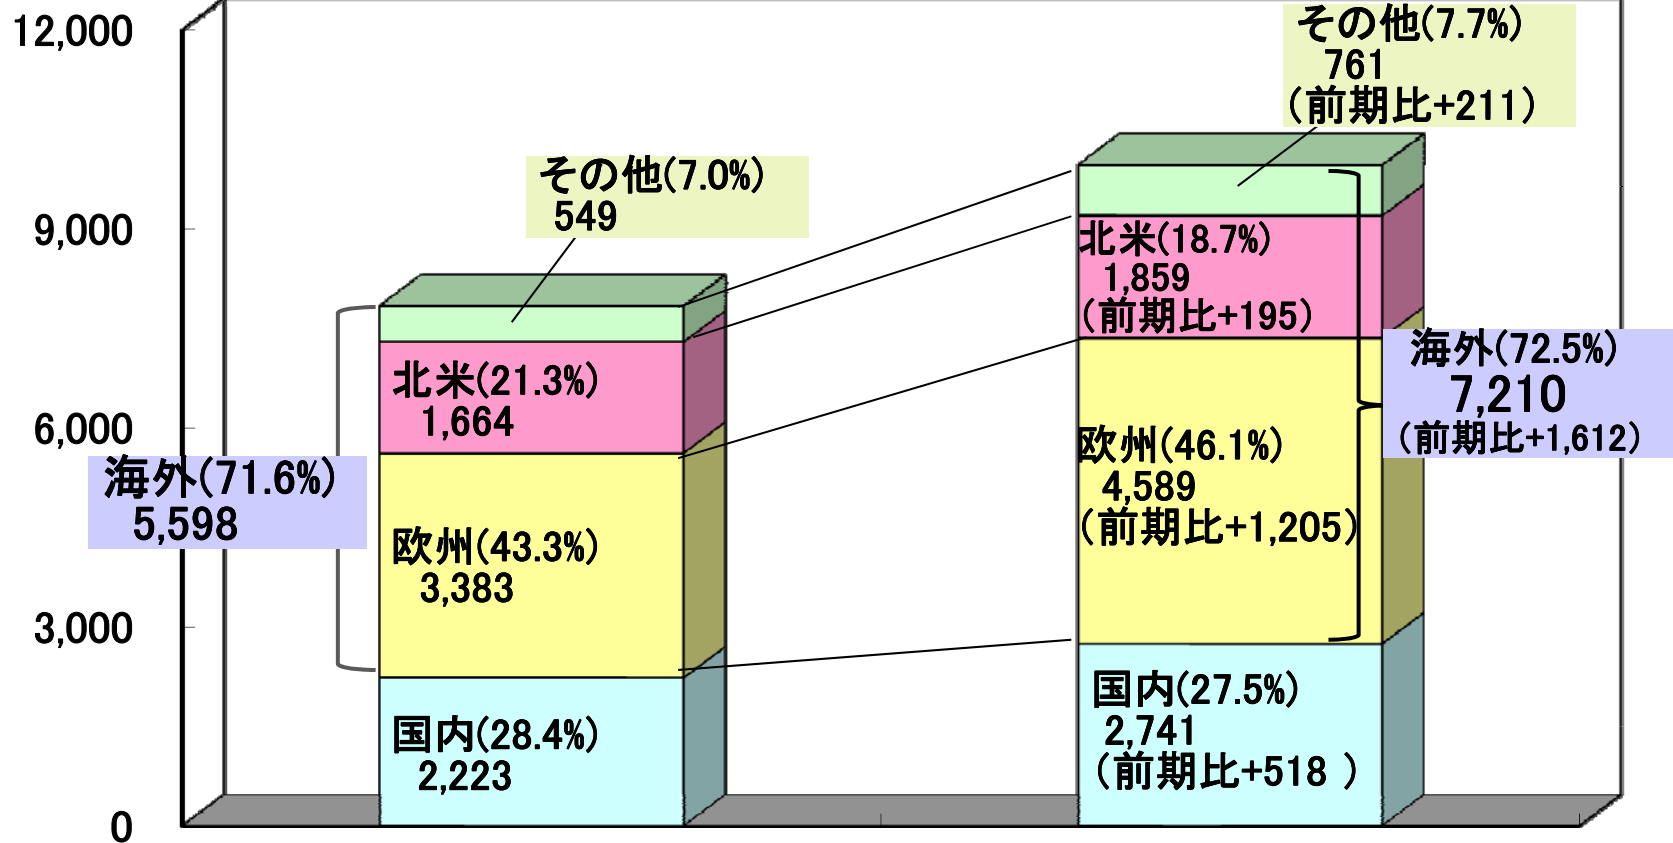 12,000
9,000
6,000
3,000
0
その他(7.0%)
549
北米(21.3%)
1,664
海外(71.6%)
5,598
欧州(43.3%)
3,383
国内(28.4%)
2,223
その他(7.7%)
761
(前期比+211)
北米(18.7%)
1,859
(前期比+195)
海外(72.5%)
7,210
(前期比+1,612)
欧州(46.1%)
4,589
(前期比+1,205)
国内(27.5%)
2,741
(前期比+518 )